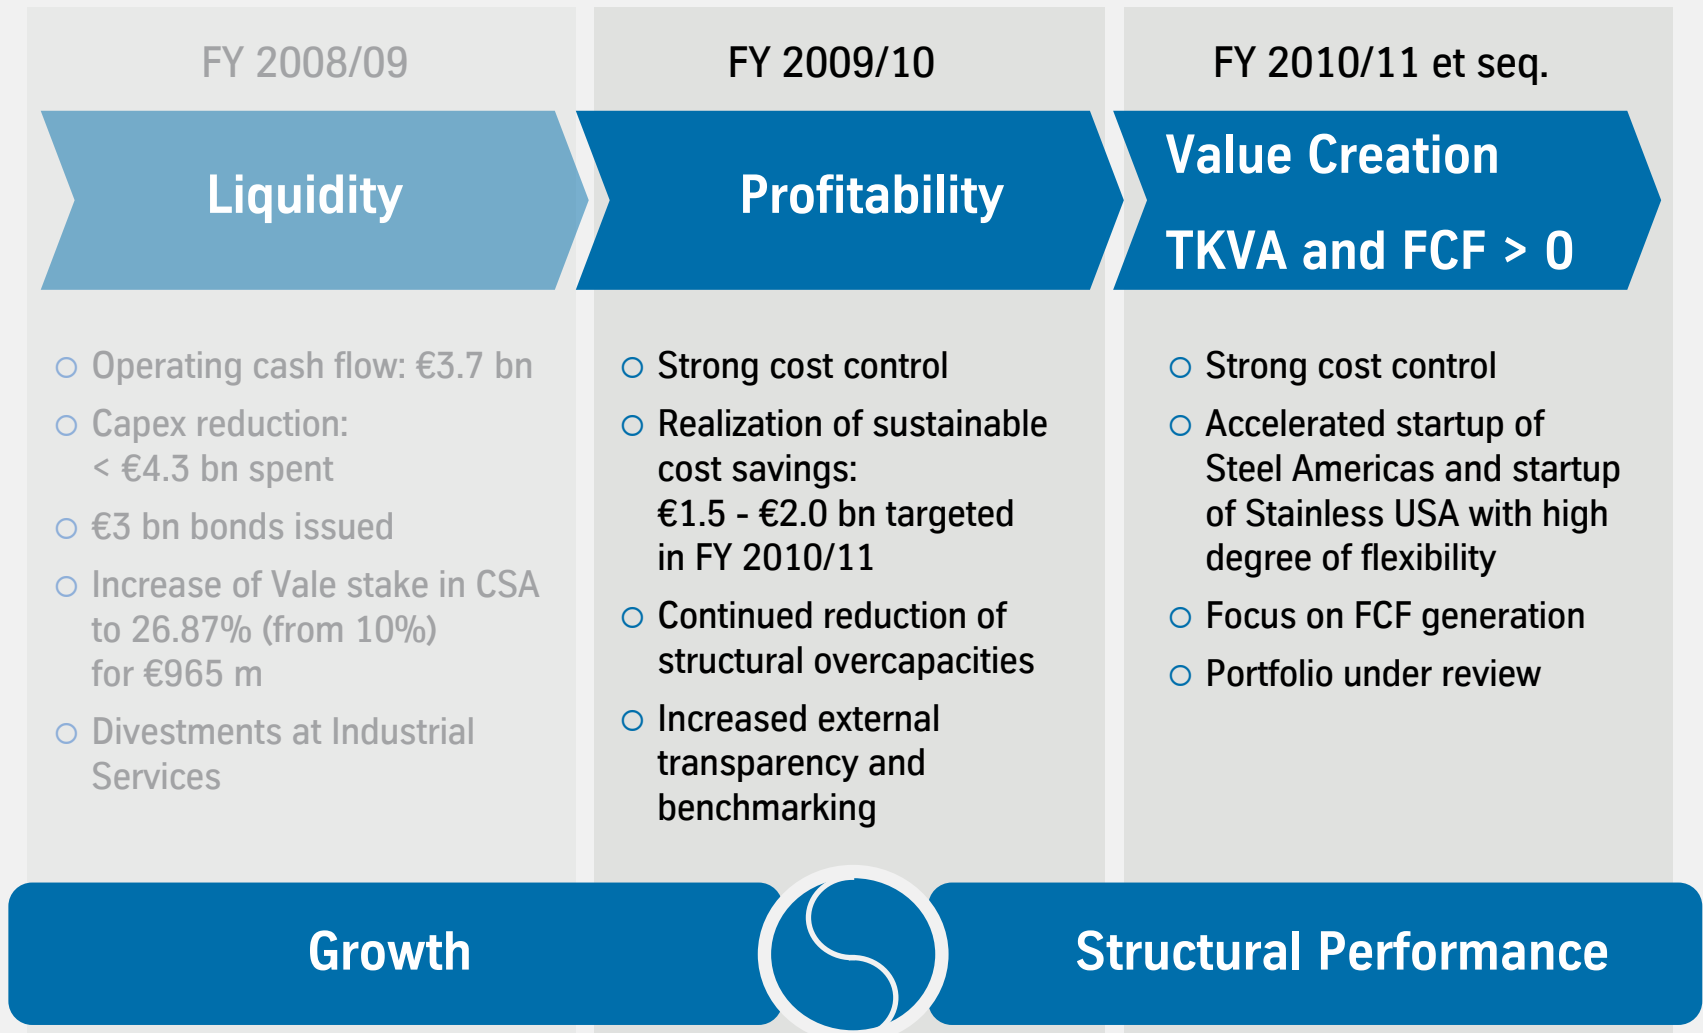 FY 2008/09
Liquidity
○ Operating cash flow: €3.7 bn
○ Capex reduction:
< €4.3 bn spent
○ €3 bn bonds issued
○ Increase of Vale stake in CSA
to 26.87% (from 10%)
for €965 m
○ Divestments at Industrial
Services
FY 2009/10
Profitability
○ Strong cost control
○ Realization of sustainable
cost savings:
€1.5 - €2.0 bn targeted
in FY 2010/11
○ Continued reduction of
structural overcapacities
○ Increased external
transparency and
benchmarking
FY 2010/11 et seq.
Value Creation
TKVA and FCF > 0
○ Strong cost control
○ Accelerated startup of
Steel Americas and startup
of Stainless USA with high
degree of flexibility
○ Focus on FCF generation
○ Portfolio under review
Growth
Structural Performance